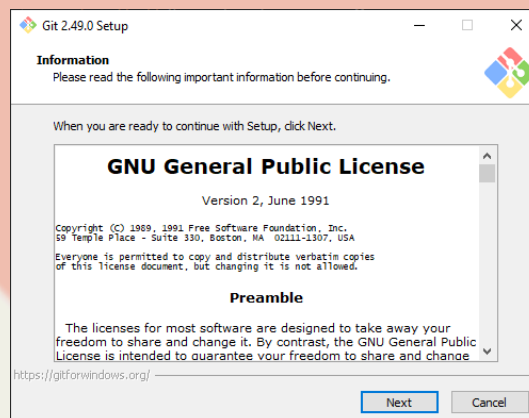 Git 2.49.0 Setup
Information
Please read the following important information before continuing.
When you are ready to continue with Setup, click Next.
GNU General Public License
Version 2, June 1991
Copyright (C) 1989, 1991 Free Software Foundation, Inc.
59 Temple Place - Suite 330, Boston, MA  02111-1307, USA
Everyone is permitted to copy and distribute verbatim copies
of this license document, but changing it is not allowed.
Preamble
The licenses for most software are designed to take away your
freedom to share and change it. By contrast, the GNU General Public
License is intended to guarantee your freedom to share and change
https://gitforwindows.org/
Next
Cancel